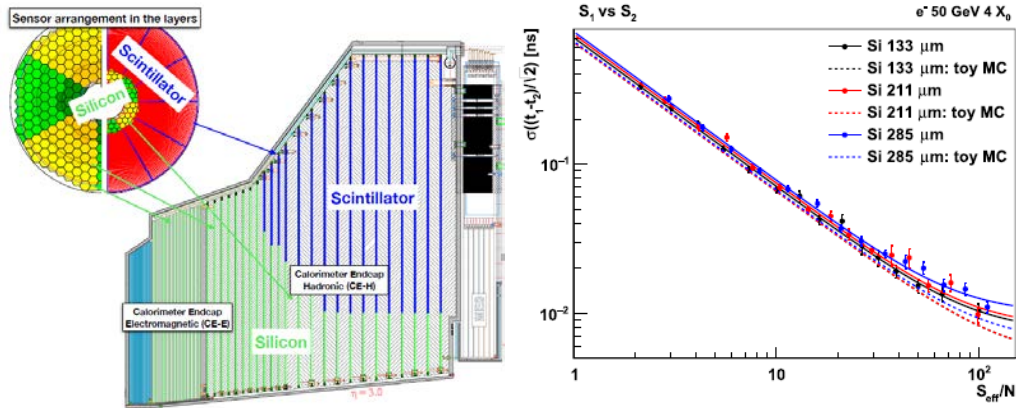 Sensor arrangement in the layers
Scintillator
Silicon
Scintillator
Calorimeter Endcap
Hadronic (CE-H)
Calorimeter Endcap
Electromagnetic (CE-E)
Silicon
η = 3.0
S₁ vs S₂
e⁻ 50 GeV 4 X₀
σ((t₁-t₂)/√2) [ns]
Si 133 μm
Si 133 μm: toy MC
Si 211 μm
Si 211 μm: toy MC
Si 285 μm
Si 285 μm: toy MC
10⁻¹
10⁻²
1
10
10²
S_eff/N